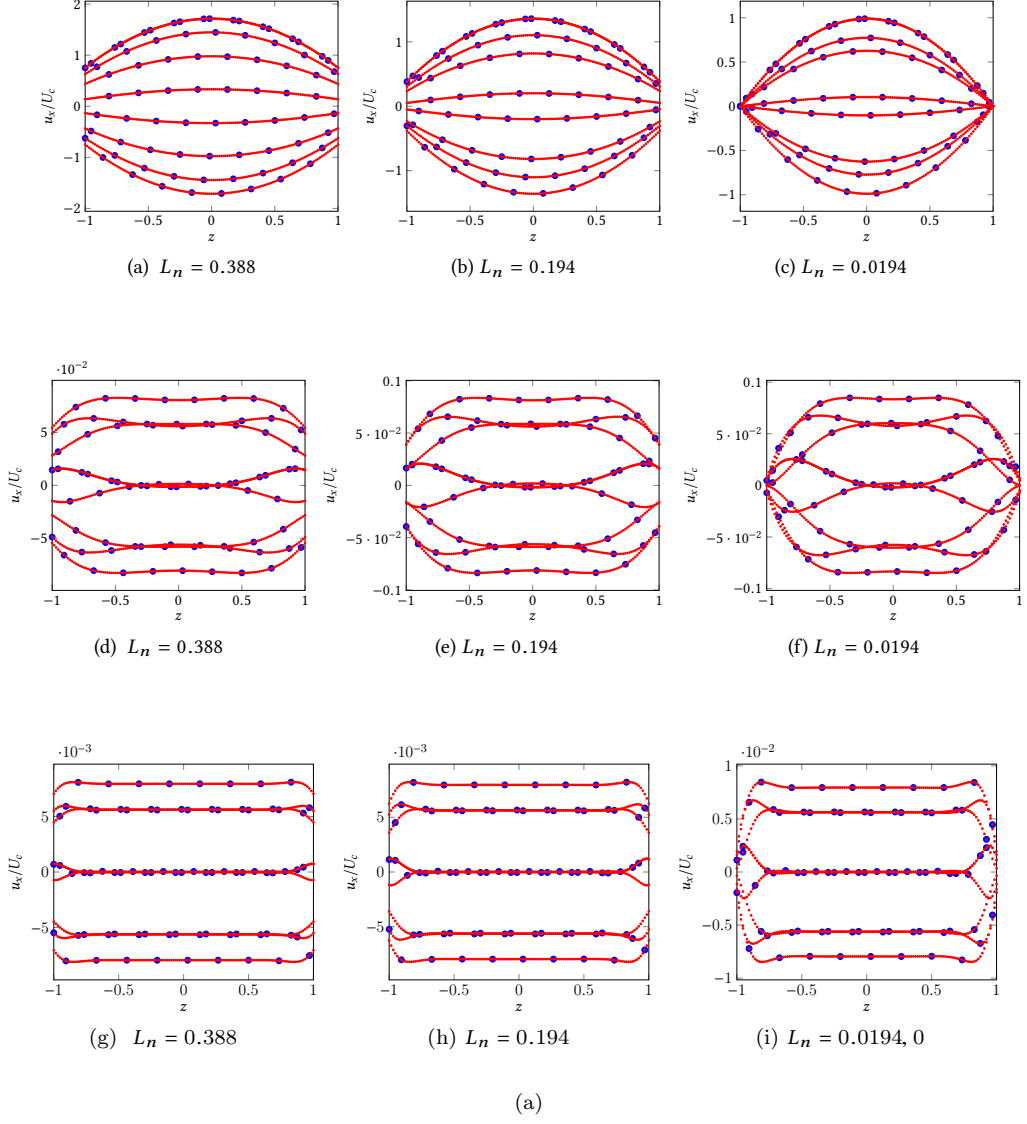 2
1
0
−1
−2
−1 −0.5 0 0.5 1
u_x/U_c
z
(a) L_n = 0.388
1
0
−1
−1 −0.5 0 0.5 1
u_x/U_c
z
(b) L_n = 0.194
1
0.5
0
−0.5
−1
−1 −0.5 0 0.5 1
u_x/U_c
z
(c) L_n = 0.0194
·10⁻²
5
0
−5
−1 −0.5 0 0.5 1
u_x/U_c
z
(d) L_n = 0.388
0.1
5 · 10⁻²
0
−5 · 10⁻²
−0.1
−1 −0.5 0 0.5 1
u_x/U_c
z
(e) L_n = 0.194
0.1
5 · 10⁻²
0
−5 · 10⁻²
−0.1
−1 −0.5 0 0.5 1
u_x/U_c
z
(f) L_n = 0.0194
·10⁻³
5
0
−5
−1 −0.5 0 0.5 1
u_x/U_c
z
(g) L_n = 0.388
·10⁻³
5
0
−5
−1 −0.5 0 0.5 1
u_x/U_c
z
(h) L_n = 0.194
·10⁻²
1
0.5
0
−0.5
−1
−1 −0.5 0 0.5 1
u_x/U_c
z
(i) L_n = 0.0194, 0
(a)